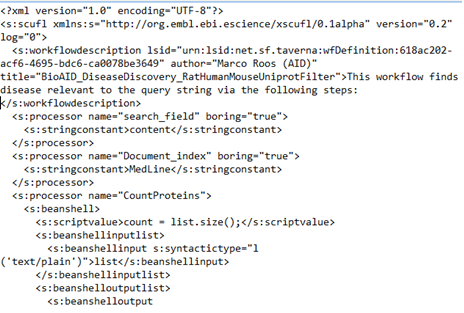 <?xml version="1.0" encoding="UTF-8"?>
<s:scufl xmlns:s="http://org.embl.ebi.escience/xscufl/0.1alpha" version="0.2"
log="0">
  <s:workflowdescription lsid="urn:lsid:net.sf.taverna:wfDefinition:618ac202-
acf6-4695-bdc6-ca0078be3649" author="Marco Roos (AID)"
title="BioAID_DiseaseDiscovery_RatHumanMouseUniprotFilter">This workflow finds
disease relevant to the query string via the following steps:
</s:workflowdescription>
  <s:processor name="search_field" boring="true">
    <s:stringconstant>content</s:stringconstant>
  </s:processor>
  <s:processor name="Document_index" boring="true">
    <s:stringconstant>MedLine</s:stringconstant>
  </s:processor>
  <s:processor name="CountProteins">
    <s:beanshell>
      <s:scriptvalue>count = list.size();</s:scriptvalue>
      <s:beanshellinputlist>
        <s:beanshellinput s:syntactictype="l
('text/plain')">list</s:beanshellinput>
      </s:beanshellinputlist>
      <s:beanshelloutputlist>
        <s:beanshelloutput